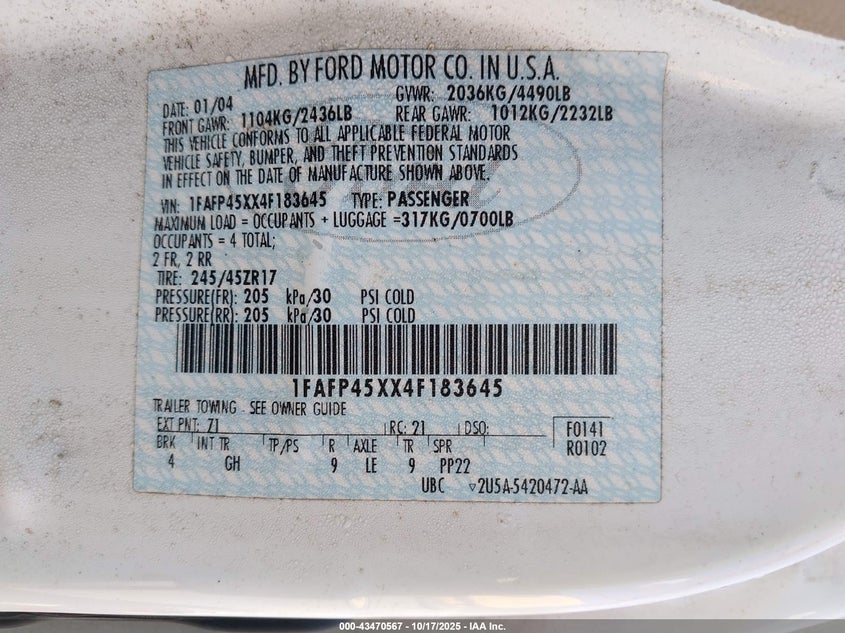 MFD. BY FORD MOTOR CO. IN U.S.A.
DATE: 01/04 GVWR: 2036KG/4490LB
FRONT GAWR: 1104KG/2436LB REAR GAWR: 1012KG/2232LB
THIS VEHICLE CONFORMS TO ALL APPLICABLE FEDERAL MOTOR
VEHICLE SAFETY, BUMPER, AND THEFT PREVENTION STANDARDS
IN EFFECT ON THE DATE OF MANUFACTURE SHOWN ABOVE.
VIN: 1FAFP45XX4F183645 TYPE: PASSENGER
MAXIMUM LOAD = OCCUPANTS + LUGGAGE =317KG/0700LB
OCCUPANTS = 4 TOTAL;
2 FR, 2 RR
TIRE: 245/45ZR17
PRESSURE(FR): 205 kPa/30 PSI COLD
PRESSURE(RR): 205 kPa/30 PSI COLD
1FAFP45XX4F183645
TRAILER TOWING - SEE OWNER GUIDE
EXT PNT: Z1 RC: 21 DSO: F0141
BRK INT TR TP/PS R AXLE TR SPR R0102
4 GH 9 LE 9 PP22
UBC ▽2U5A-5420472-AA
000-43470567 | 10/17/2025 - IAA Inc.